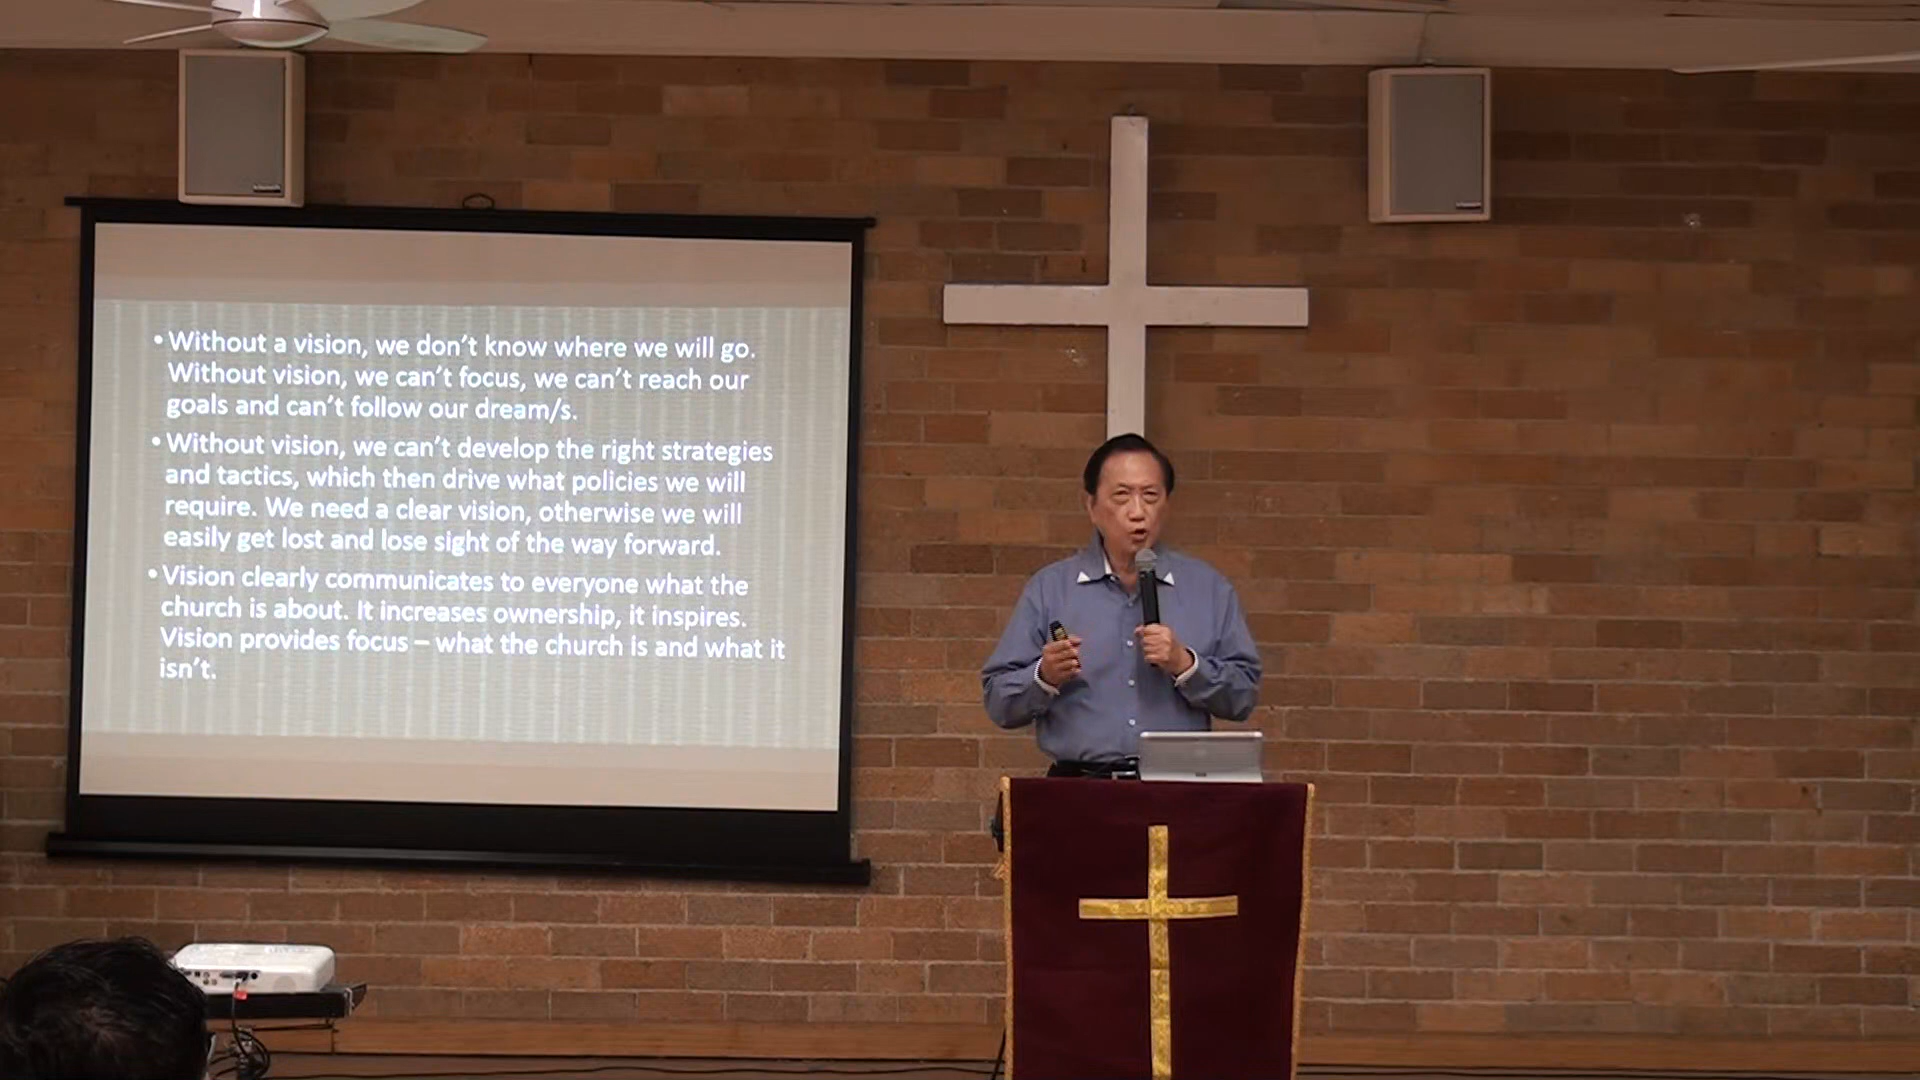 • Without a vision, we don't know where we will go.
Without vision, we can't focus, we can't reach our
goals and can't follow our dream/s.
• Without vision, we can't develop the right strategies
and tactics, which then drive what policies we will
require. We need a clear vision, otherwise we will
easily get lost and lose sight of the way forward.
• Vision clearly communicates to everyone what the
church is about. It increases ownership, it inspires.
Vision provides focus – what the church is and what it
isn't.